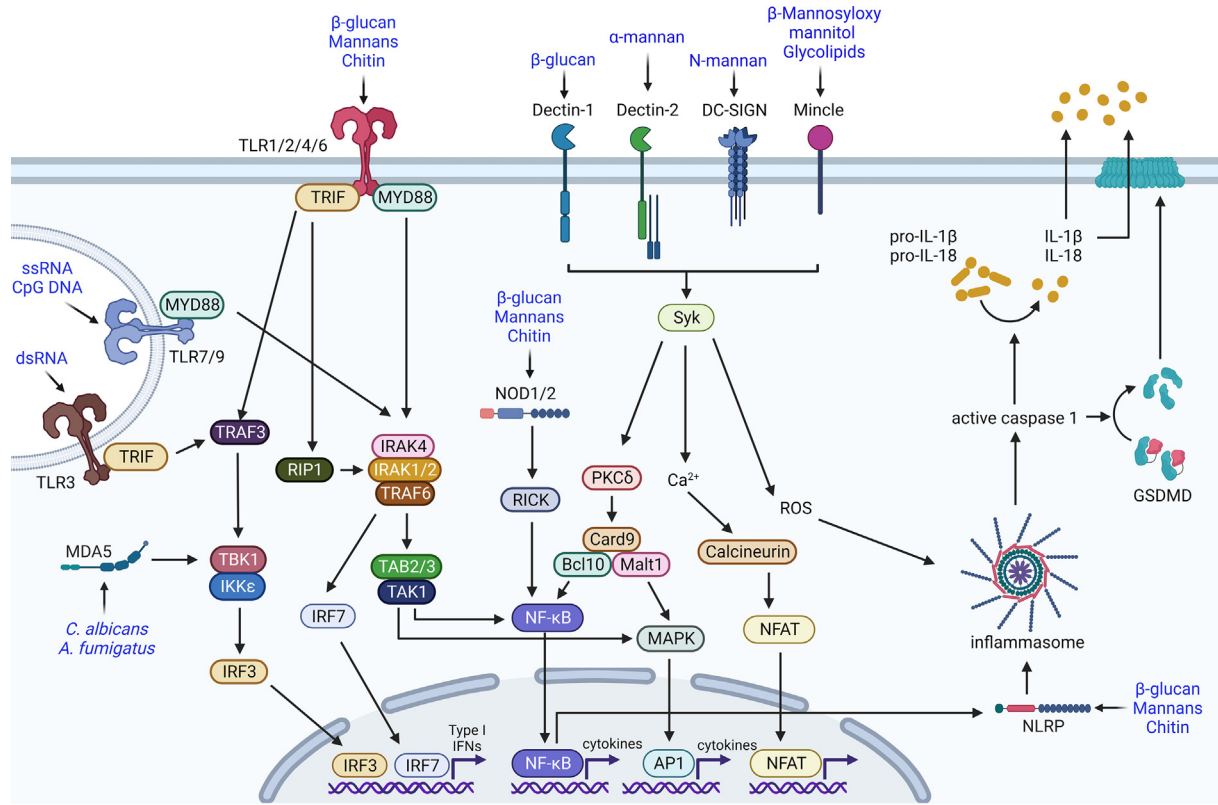 β-glucan
Mannans
Chitin
TLR1/2/4/6
TRIF
MYD88
β-glucan
Dectin-1
α-mannan
Dectin-2
N-mannan
DC-SIGN
β-Mannosyloxy
mannitol
Glycolipids
Mincle
ssRNA
CpG DNA
MYD88
TLR7/9
dsRNA
TLR3
TRIF
TRAF3
RIP1
IRAK4
IRAK1/2
TRAF6
MDA5
C. albicans
A. fumigatus
TBK1
IKKε
IRF3
IRF7
TAB2/3
TAK1
β-glucan
Mannans
Chitin
NOD1/2
RICK
NF-κB
Syk
PKCδ
Card9
Bcl10
Malt1
MAPK
Ca²⁺
Calcineurin
NFAT
ROS
pro-IL-1β
pro-IL-18
IL-1β
IL-18
active caspase 1
GSDMD
inflammasome
NLRP
β-glucan
Mannans
Chitin
IRF3
IRF7
Type I
IFNs
NF-κB
cytokines
AP1
cytokines
NFAT